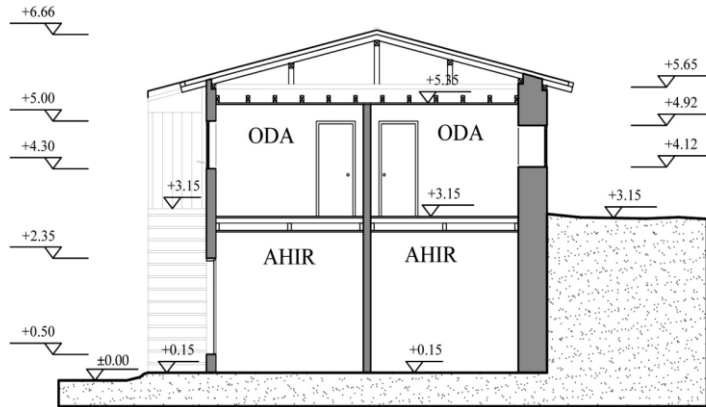 +6.66
+5.65
+5.35
+5.00
+4.92
ODA ODA
+4.30
+4.12
+3.15 +3.15 +3.15
+2.35
AHIR AHIR
+0.50
±0.00 +0.15 +0.15